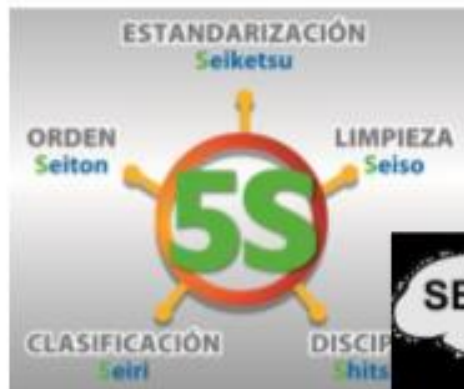 ESTANDARIZACIÓN
Seiketsu
ORDEN
Seiton
LIMPIEZA
Seiso
5S
CLASIFICACIÓN
Seiri